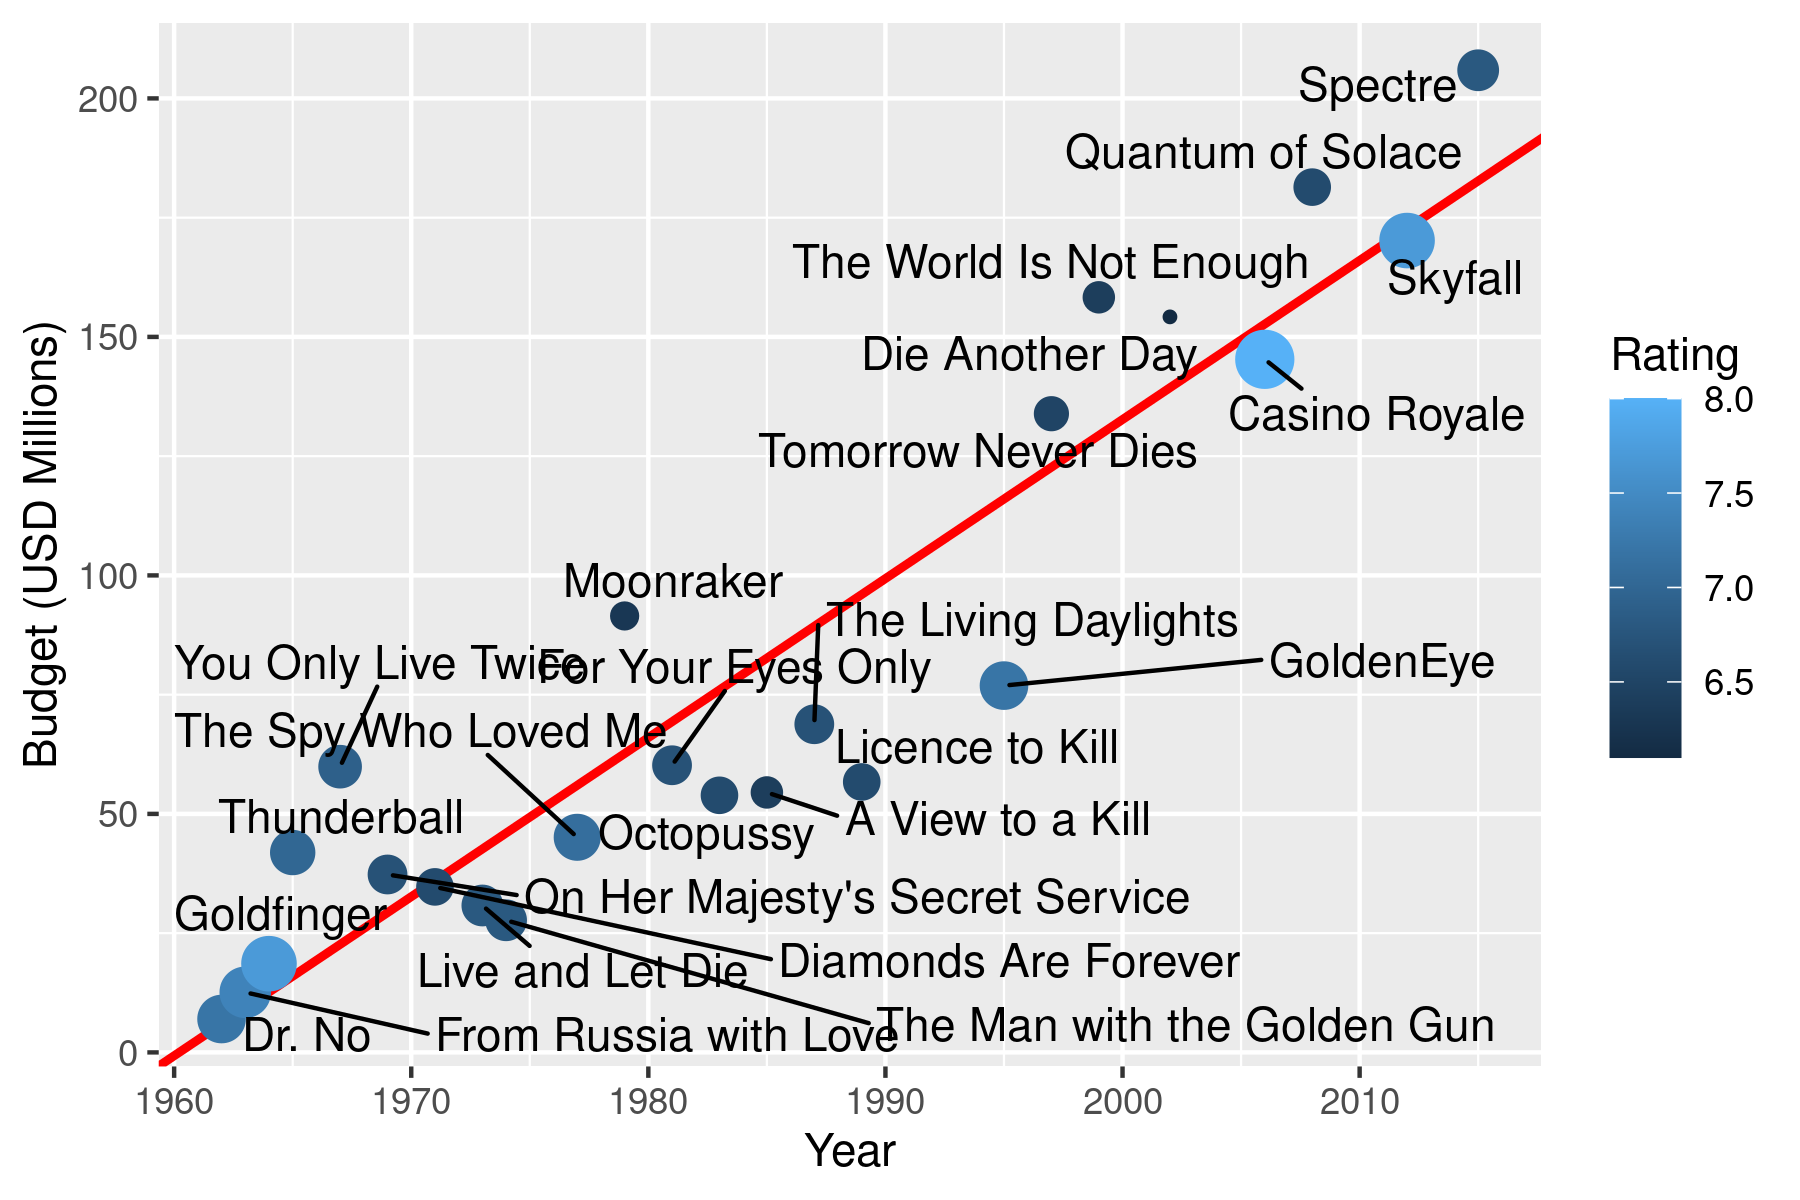 Spectre
200
Quantum of Solace
The World Is Not Enough
Skyfall
150
Die Another Day
Rating
8.0
Casino Royale
Tomorrow Never Dies
7.5
Budget (USD Millions)
100
Moonraker
7.0
The Living Daylights
You Only Live Twice
For Your Eyes Only
GoldenEye
6.5
The Spy Who Loved Me
Licence to Kill
50
Thunderball
A View to a Kill
Octopussy
On Her Majesty's Secret Service
Goldfinger
Diamonds Are Forever
Live and Let Die
The Man with the Golden Gun
Dr. No
From Russia with Love
0
1960 1970 1980 1990 2000 2010
Year